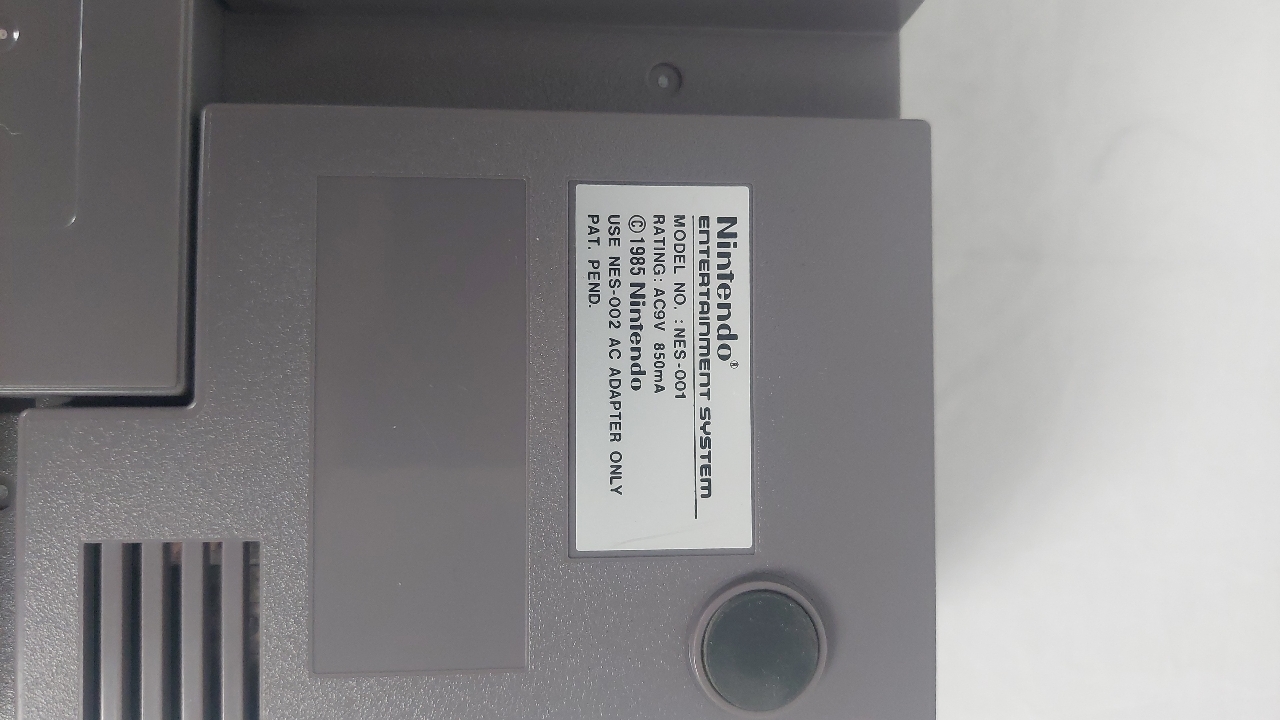 Nintendo®
ENTERTAINMENT SYSTEM
MODEL NO. : NES-001
RATING : AC9V 850mA
©1985 Nintendo
USE NES-002 AC ADAPTER ONLY
PAT. PEND.